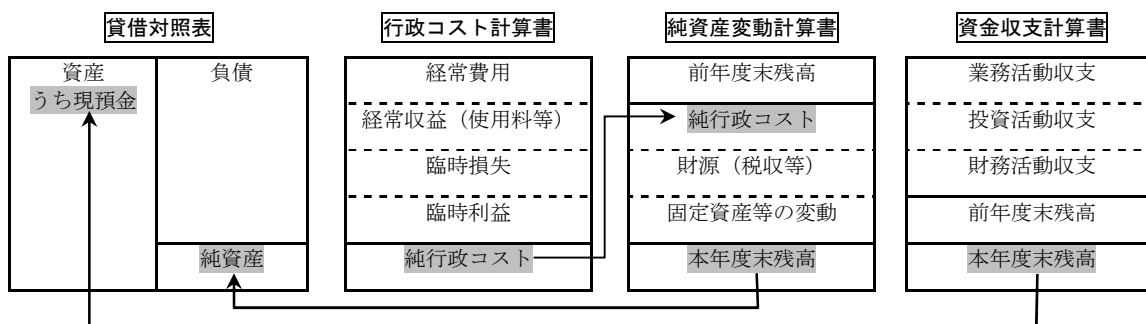 貸借対照表
資産
うち現預金
負債
純資産
行政コスト計算書
経常費用
経常収益（使用料等）
臨時損失
臨時利益
純行政コスト
純資産変動計算書
前年度末残高
純行政コスト
財源（税収等）
固定資産等の変動
本年度末残高
資金収支計算書
業務活動収支
投資活動収支
財務活動収支
前年度末残高
本年度末残高